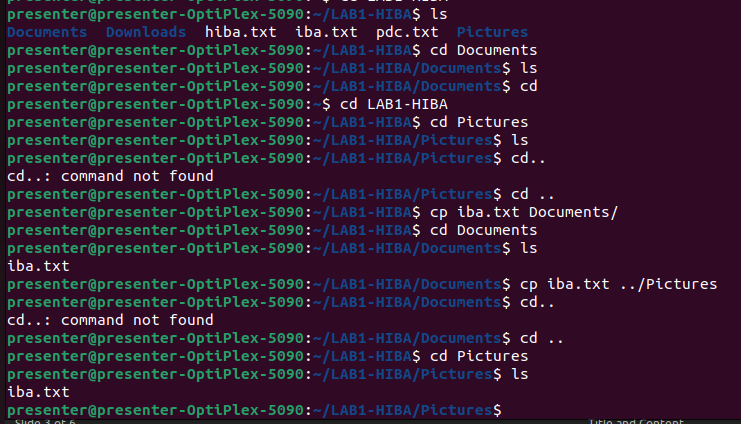 presenter@presenter-OptiPlex-5090:~/LAB1-HIBA$ ls
Documents  Downloads  hiba.txt  iba.txt  pdc.txt  Pictures
presenter@presenter-OptiPlex-5090:~/LAB1-HIBA$ cd Documents
presenter@presenter-OptiPlex-5090:~/LAB1-HIBA/Documents$ ls
presenter@presenter-OptiPlex-5090:~/LAB1-HIBA/Documents$ cd
presenter@presenter-OptiPlex-5090:~$ cd LAB1-HIBA
presenter@presenter-OptiPlex-5090:~/LAB1-HIBA$ cd Pictures
presenter@presenter-OptiPlex-5090:~/LAB1-HIBA/Pictures$ ls
presenter@presenter-OptiPlex-5090:~/LAB1-HIBA/Pictures$ cd..
cd..: command not found
presenter@presenter-OptiPlex-5090:~/LAB1-HIBA/Pictures$ cd ..
presenter@presenter-OptiPlex-5090:~/LAB1-HIBA$ cp iba.txt Documents/
presenter@presenter-OptiPlex-5090:~/LAB1-HIBA$ cd Documents
presenter@presenter-OptiPlex-5090:~/LAB1-HIBA/Documents$ ls
iba.txt
presenter@presenter-OptiPlex-5090:~/LAB1-HIBA/Documents$ cp iba.txt ../Pictures
presenter@presenter-OptiPlex-5090:~/LAB1-HIBA/Documents$ cd..
cd..: command not found
presenter@presenter-OptiPlex-5090:~/LAB1-HIBA/Documents$ cd ..
presenter@presenter-OptiPlex-5090:~/LAB1-HIBA$ cd Pictures
presenter@presenter-OptiPlex-5090:~/LAB1-HIBA/Pictures$ ls
iba.txt
presenter@presenter-OptiPlex-5090:~/LAB1-HIBA/Pictures$
Slide 3 of 6 Title and Content